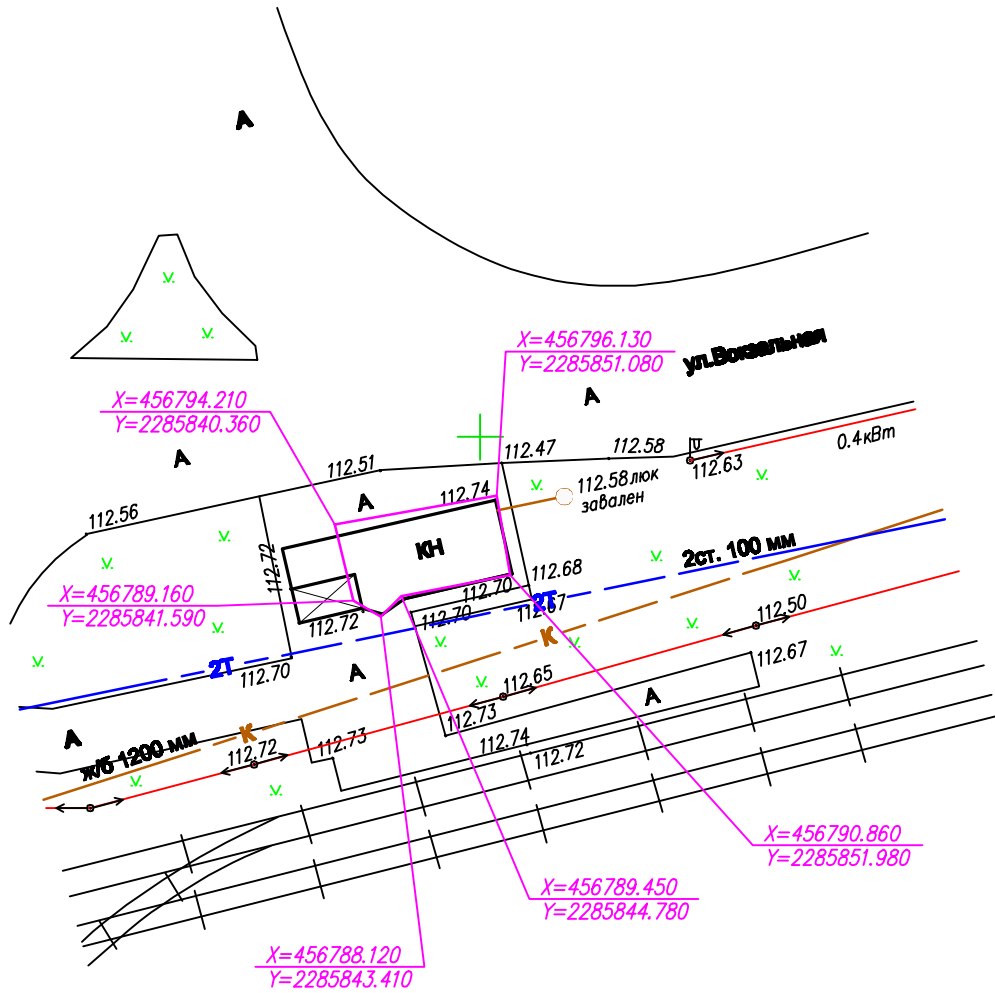 А
X=456796.130
Y=2285851.080
ул.Вокзальная
X=456794.210
Y=2285840.360
А
0.4кВт
112.47
112.58
А
112.51
112.63
112.58люк
завален
112.74
А
112.56
КН
2ст. 100 мм
112.72
112.68
X=456789.160
Y=2285841.590
112.70
2Т
112.67
112.50
112.72
112.70
К
2Т
112.70
А
112.67
112.65
А
112.73
А
К
112.73
112.74
ж/б 1200 мм
112.72
112.72
X=456790.860
Y=2285851.980
X=456789.450
Y=2285844.780
X=456788.120
Y=2285843.410